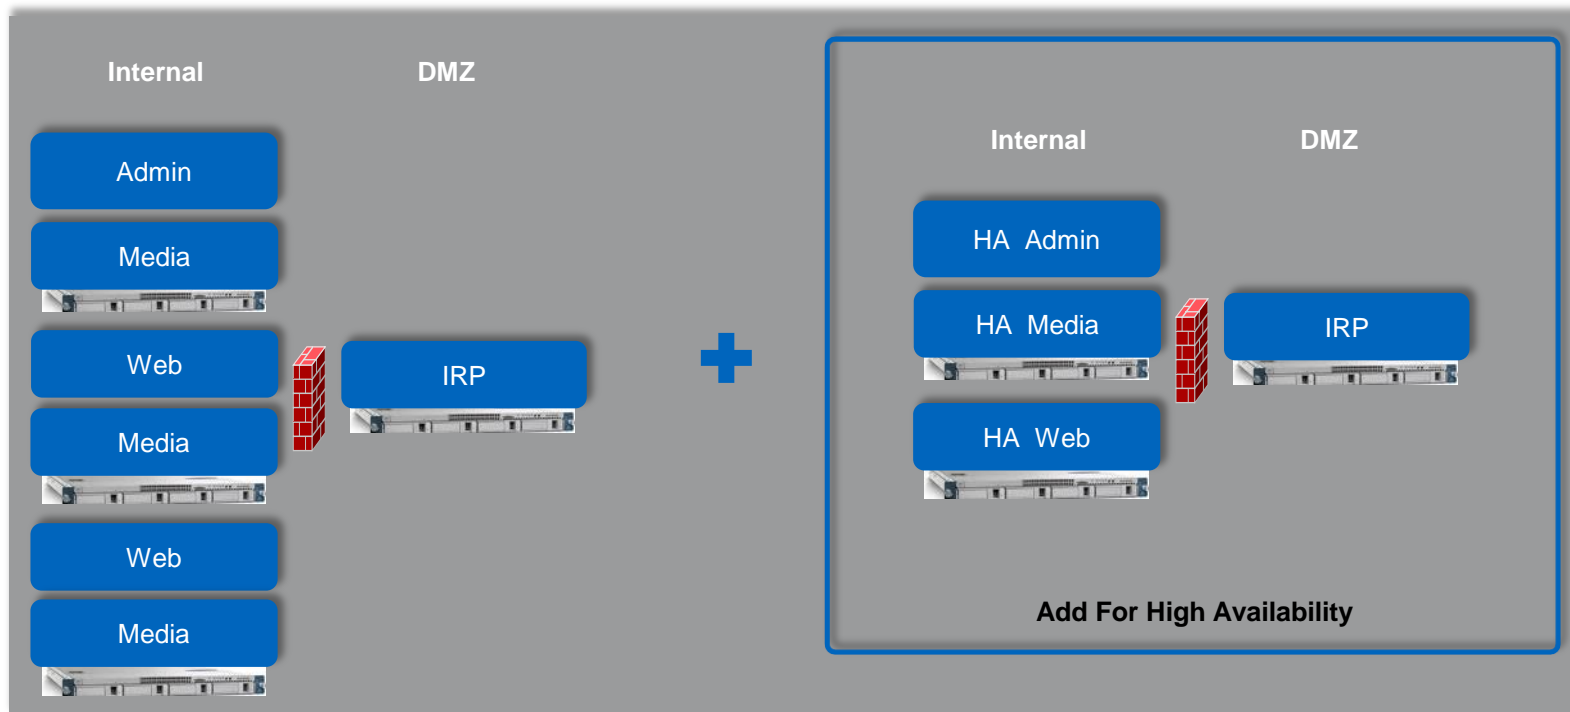 Internal
DMZ
Admin
Media
Web
Media
Web
Media
IRP
Internal
DMZ
HA Admin
HA Media
HA Web
IRP
Add For High Availability